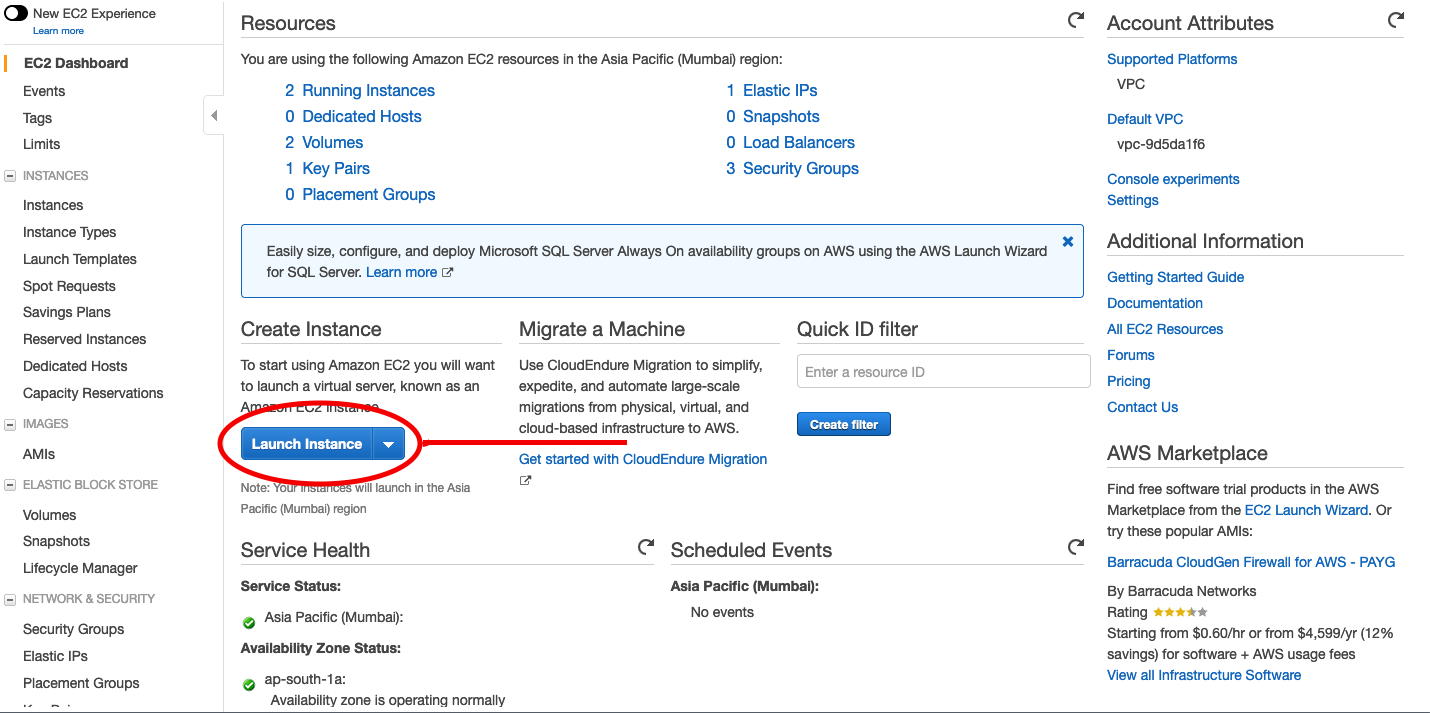 New EC2 Experience
Learn more
EC2 Dashboard
Events
Tags
Limits
INSTANCES
Instances
Instance Types
Launch Templates
Spot Requests
Savings Plans
Reserved Instances
Dedicated Hosts
Capacity Reservations
IMAGES
AMIs
ELASTIC BLOCK STORE
Volumes
Snapshots
Lifecycle Manager
NETWORK & SECURITY
Security Groups
Elastic IPs
Placement Groups
Resources
You are using the following Amazon EC2 resources in the Asia Pacific (Mumbai) region:
2 Running Instances
0 Dedicated Hosts
2 Volumes
1 Key Pairs
0 Placement Groups
1 Elastic IPs
0 Snapshots
0 Load Balancers
3 Security Groups
Easily size, configure, and deploy Microsoft SQL Server Always On availability groups on AWS using the AWS Launch Wizard
for SQL Server. Learn more
Create Instance
To start using Amazon EC2 you will want
to launch a virtual server, known as an
Amazon EC2 instance.
Launch Instance
Note: Your instances will launch in the Asia
Pacific (Mumbai) region
Migrate a Machine
Use CloudEndure Migration to simplify,
expedite, and automate large-scale
migrations from physical, virtual, and
cloud-based infrastructure to AWS.
Get started with CloudEndure Migration
Quick ID filter
Enter a resource ID
Create filter
Service Health
Service Status:
Asia Pacific (Mumbai):
Availability Zone Status:
ap-south-1a:
Availability zone is operating normally
Scheduled Events
Asia Pacific (Mumbai):
No events
Account Attributes
Supported Platforms
VPC
Default VPC
vpc-9d5da1f6
Console experiments
Settings
Additional Information
Getting Started Guide
Documentation
All EC2 Resources
Forums
Pricing
Contact Us
AWS Marketplace
Find free software trial products in the AWS
Marketplace from the EC2 Launch Wizard. Or
try these popular AMIs:
Barracuda CloudGen Firewall for AWS - PAYG
By Barracuda Networks
Rating
Starting from $0.60/hr or from $4,599/yr (12%
savings) for software + AWS usage fees
View all Infrastructure Software